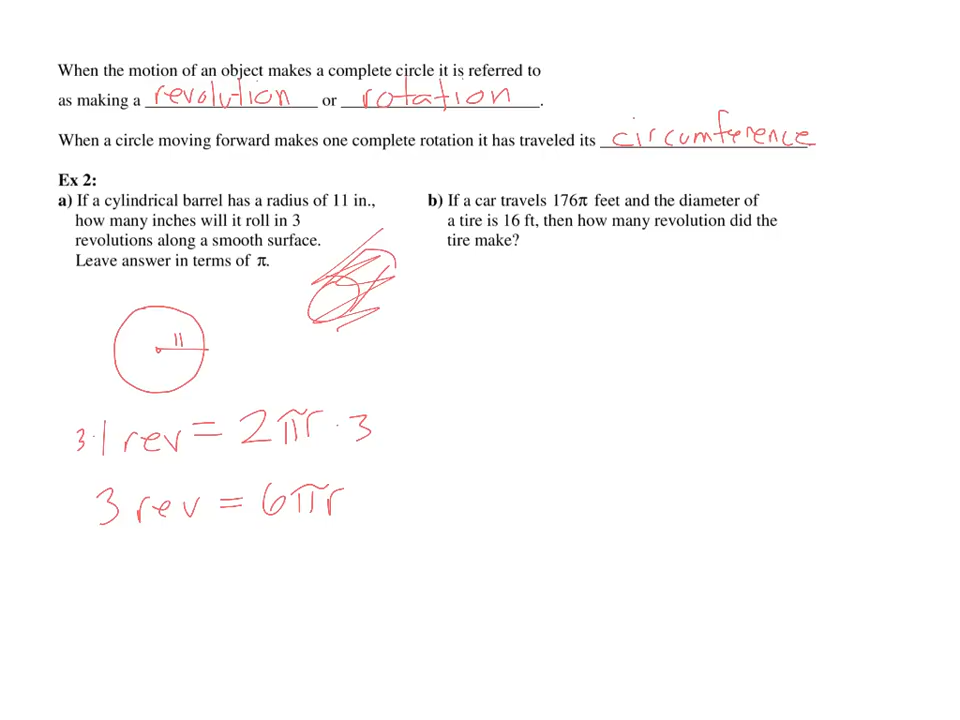 When the motion of an object makes a complete circle it is referred to
as making a revolution or rotation.
When a circle moving forward makes one complete rotation it has traveled its circumference
Ex 2:
a) If a cylindrical barrel has a radius of 11 in.,
how many inches will it roll in 3
revolutions along a smooth surface.
Leave answer in terms of π.
b) If a car travels 176π feet and the diameter of
a tire is 16 ft, then how many revolution did the
tire make?
11
3·1 rev = 2πr · 3
3 rev = 6πr